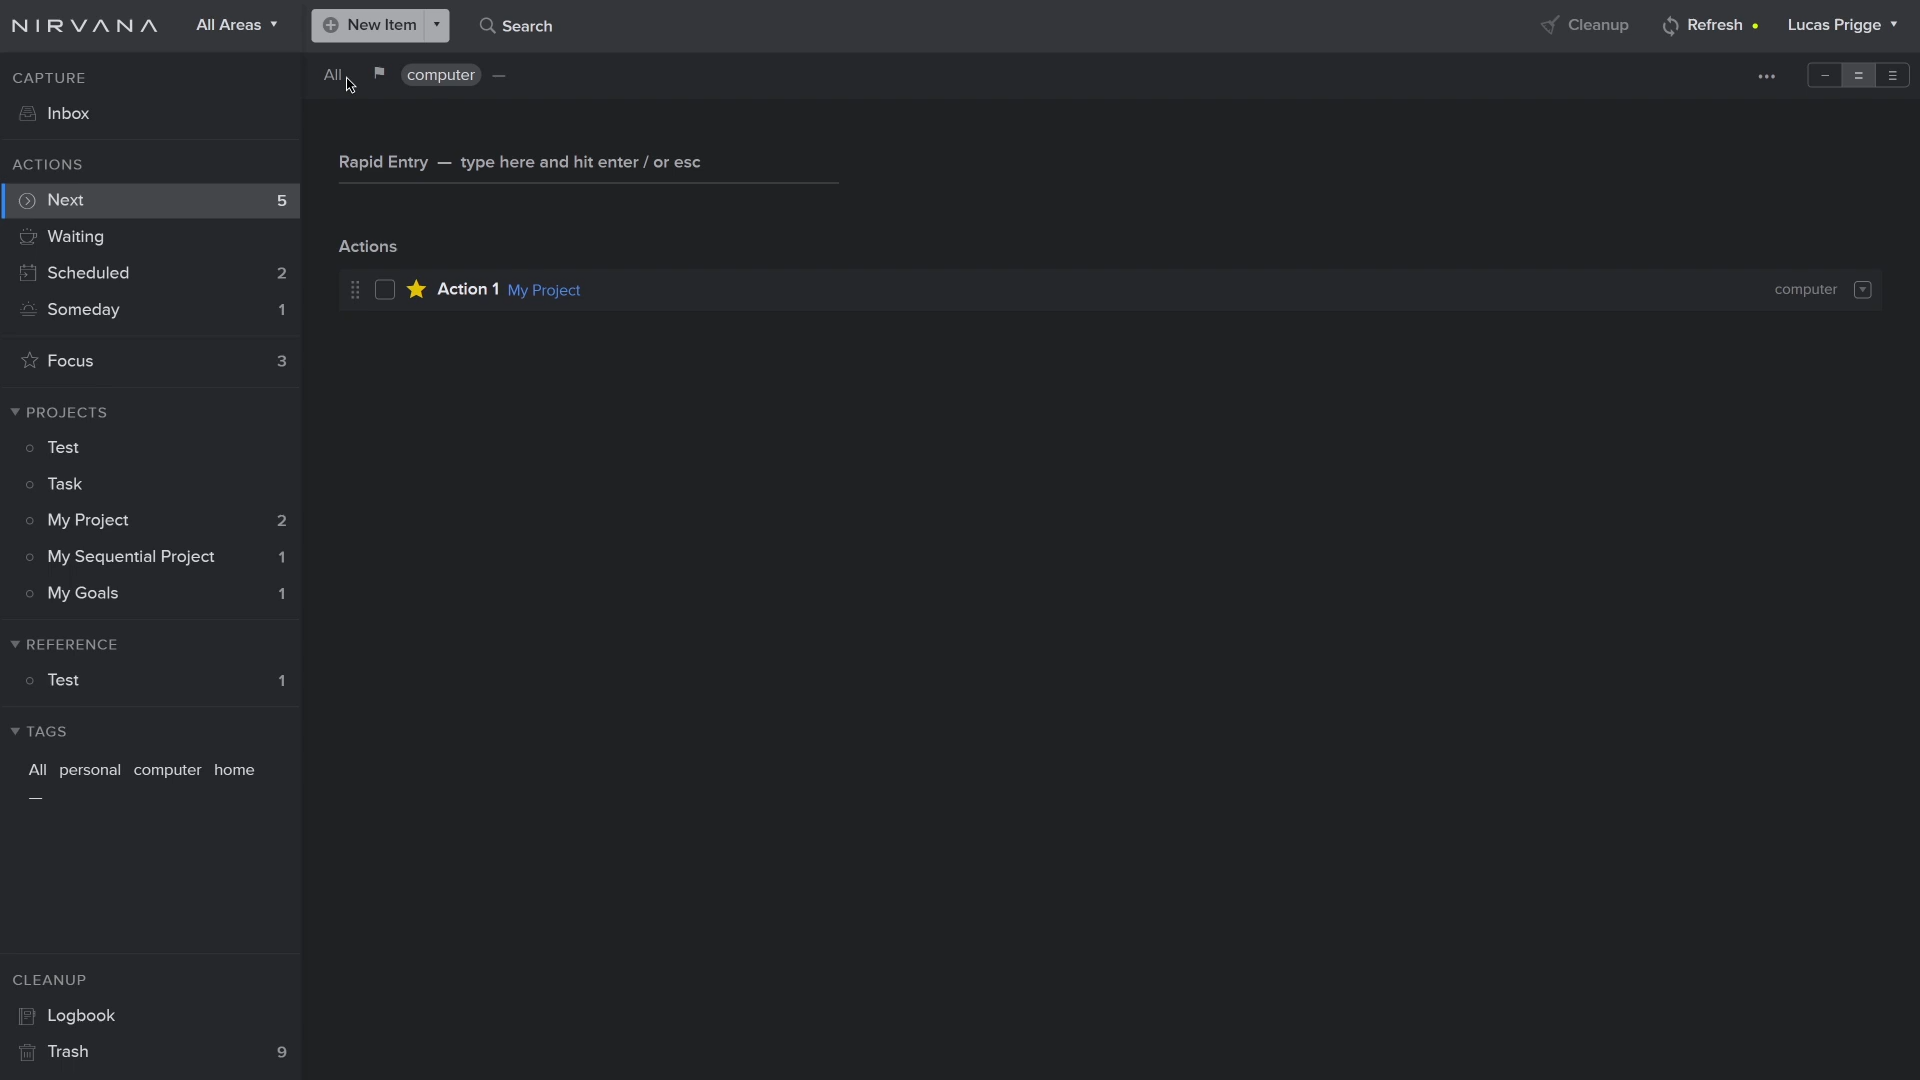 NIRVANA All Areas New Item Search Cleanup Refresh Lucas Prigge
CAPTURE
Inbox
ACTIONS
Next 5
Waiting
Scheduled 2
Someday 1
Focus 3
PROJECTS
Test
Task
My Project 2
My Sequential Project 1
My Goals 1
REFERENCE
Test 1
TAGS
All personal computer home
—
CLEANUP
Logbook
Trash 9
All computer —
Rapid Entry — type here and hit enter / or esc
Actions
Action 1 My Project computer